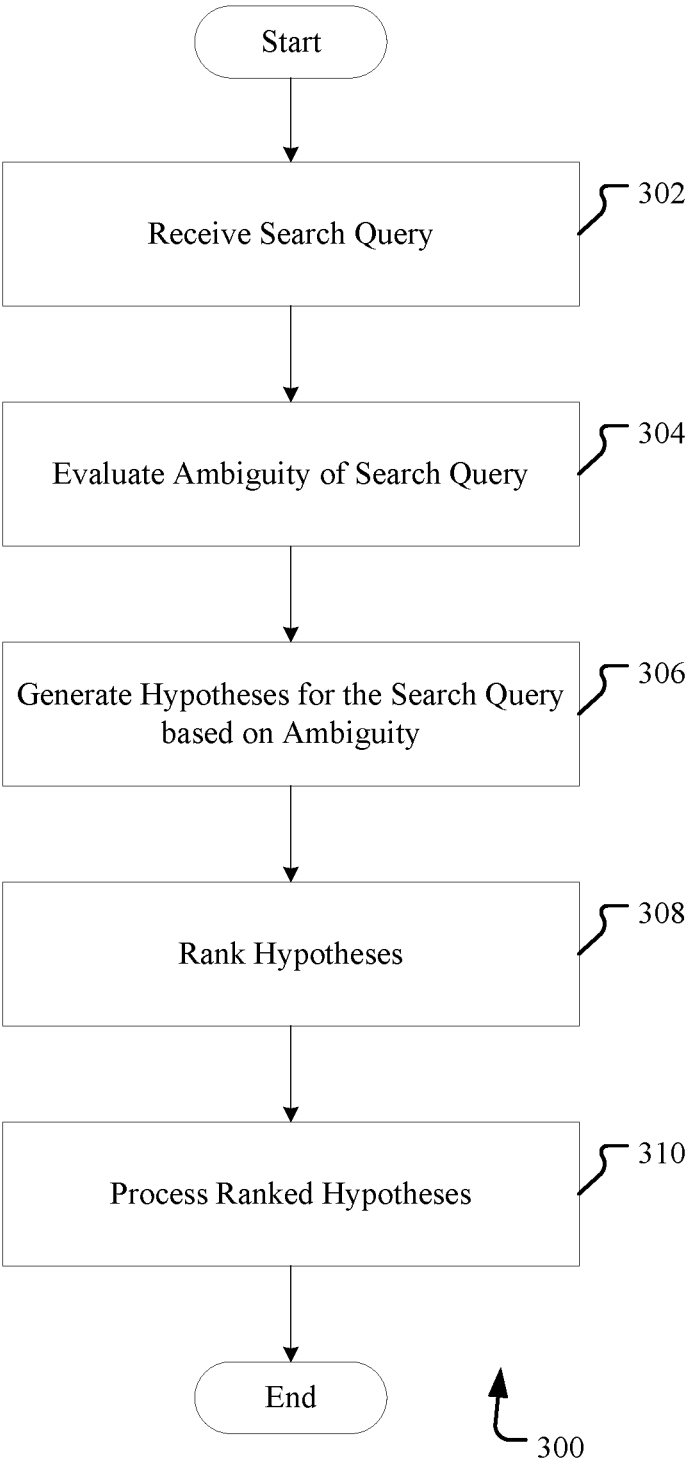 Start
Receive Search Query
302
Evaluate Ambiguity of Search Query
304
Generate Hypotheses for the Search Query
based on Ambiguity
306
Rank Hypotheses
308
Process Ranked Hypotheses
310
End
300